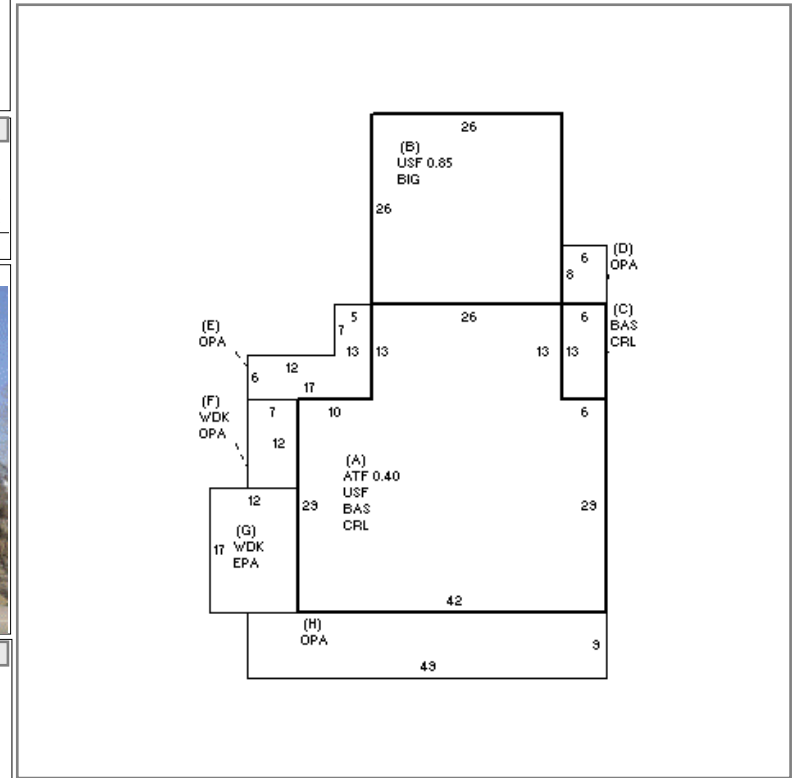 26
(B)
USF 0.85
BIG
26
(D)
OPA
6
8
(C)
BAS
CRL
5
26
6
7
(E)
OPA
13
13
13
13
12
6
17
(F)
WDK
OPA
7
10
6
12
(A)
ATF 0.40
USF
BAS
CRL
12
29
29
(G)
WDK
EPA
17
42
(H)
OPA
9
49